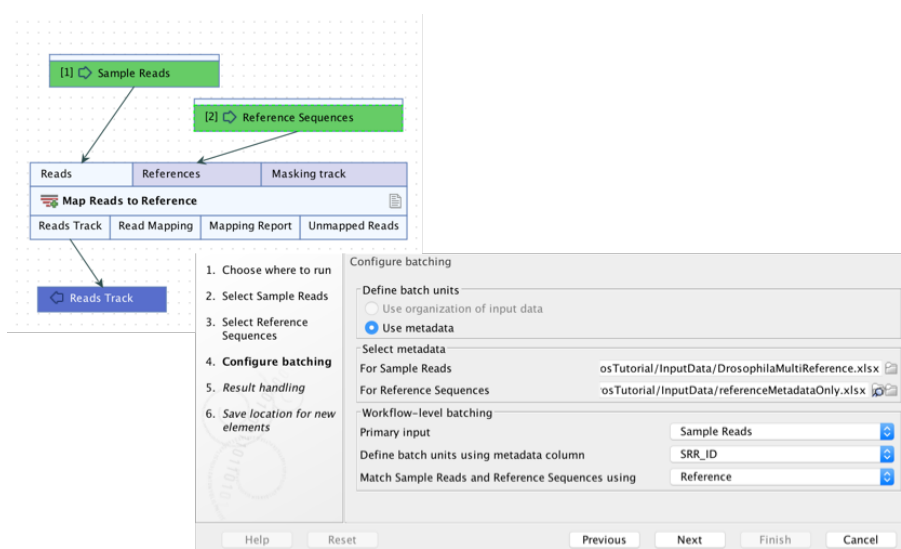 [1] Sample Reads
[2] Reference Sequences
Reads References Masking track
Map Reads to Reference
Reads Track Read Mapping Mapping Report Unmapped Reads
Reads Track
1. Choose where to run
2. Select Sample Reads
3. Select Reference
Sequences
4. Configure batching
5. Result handling
6. Save location for new
elements
Configure batching
Define batch units
Use organization of input data
Use metadata
Select metadata
For Sample Reads osTutorial/InputData/DrosophilaMultiReference.xlsx
For Reference Sequences rosTutorial/InputData/referenceMetadataOnly.xlsx
Workflow-level batching
Primary input Sample Reads
Define batch units using metadata column SRR_ID
Match Sample Reads and Reference Sequences using Reference
Help Reset Previous Next Finish Cancel